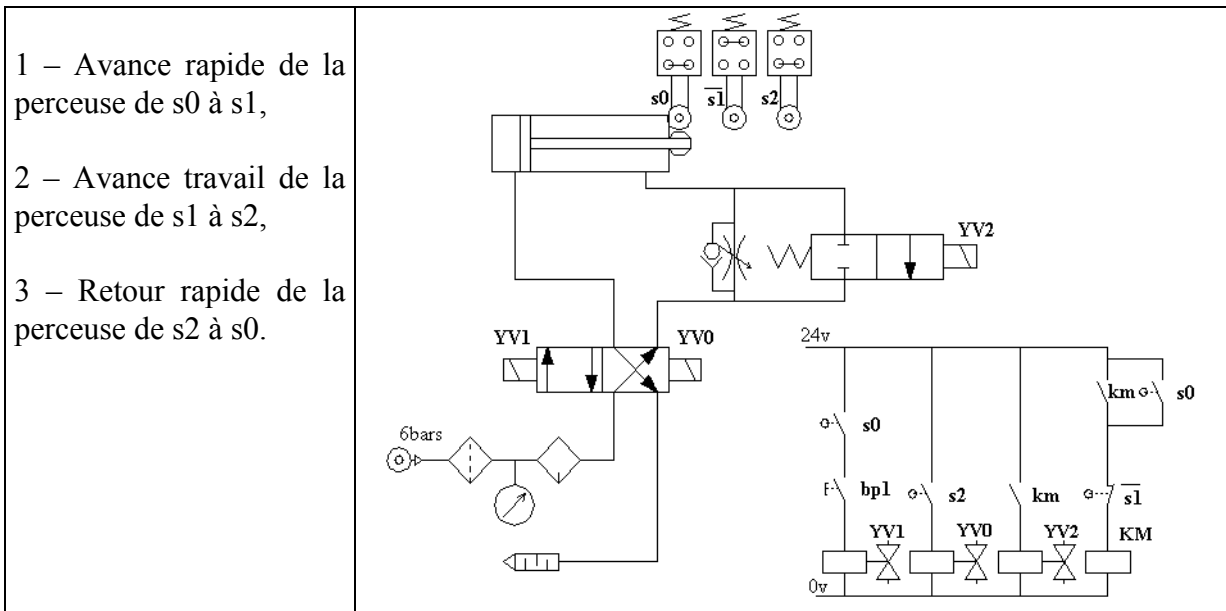 1 – Avance rapide de la
perceuse de s0 à s1,
2 – Avance travail de la
perceuse de s1 à s2,
3 – Retour rapide de la
perceuse de s2 à s0.
s0 s̅1̅ s2
YV2
YV1 YV0
6bars
24v
km s0
s0
bp1 s2 km s̅1̅
YV1 YV0 YV2 KM
0v